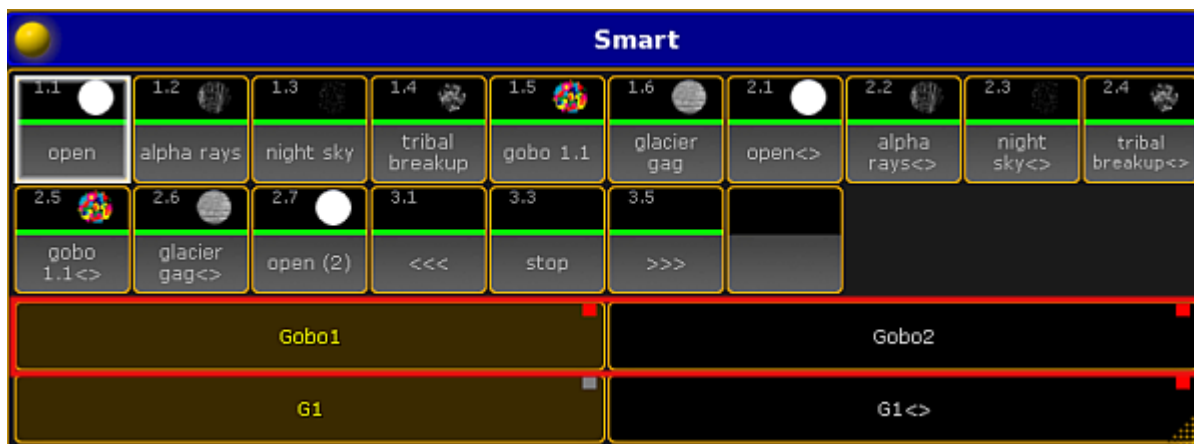 Smart
1.1 1.2 1.3 1.4 1.5 1.6 2.1 2.2 2.3 2.4
open alpha rays night sky tribal breakup gobo 1.1 glacier gag open<> alpha rays<> night sky<> tribal breakup<>
2.5 2.6 2.7 3.1 3.3 3.5
gobo 1.1<> glacier gag<> open (2) <<< stop >>>
Gobo1 Gobo2
G1 G1<>